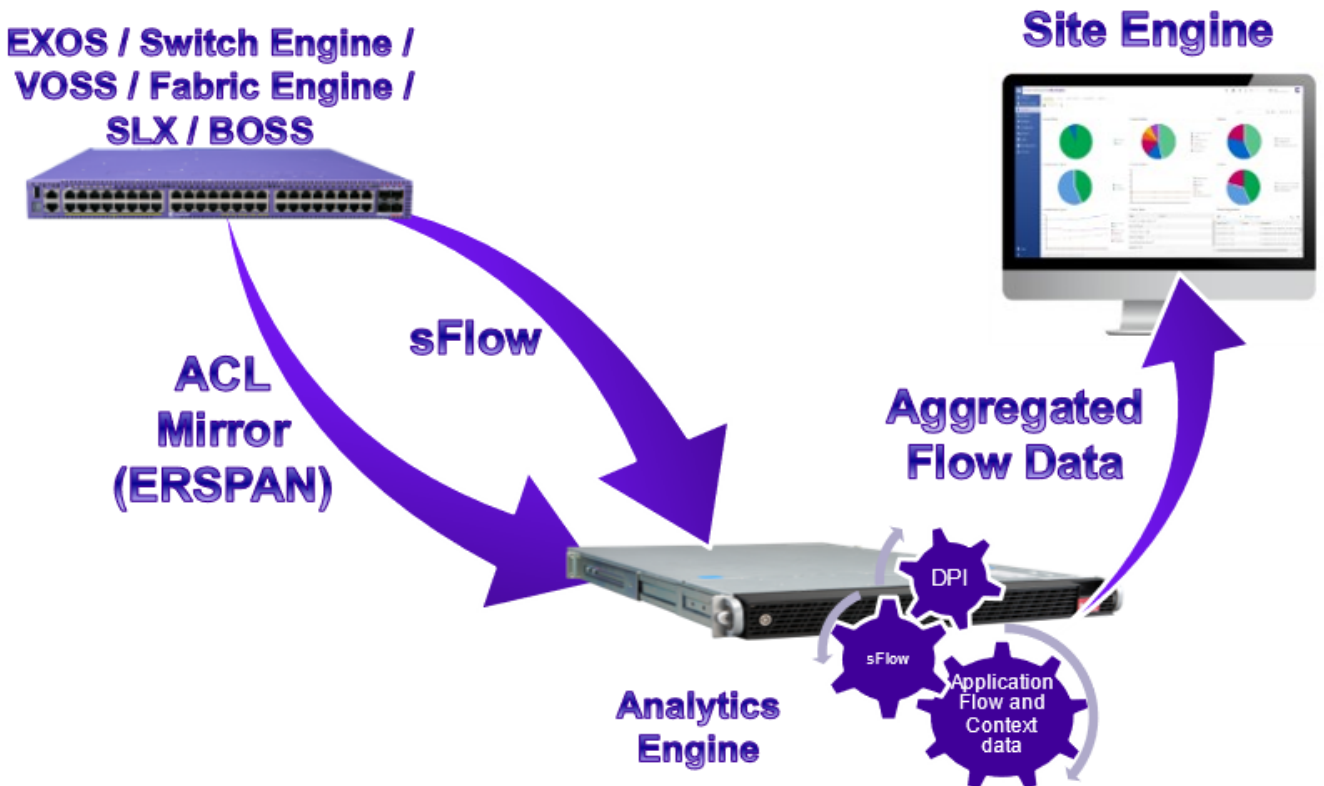 EXOS / Switch Engine /
VOSS / Fabric Engine /
SLX / BOSS
Site Engine
sFlow
ACL
Mirror
(ERSPAN)
Aggregated
Flow Data
DPI
sFlow
Application
Flow and
Context
data
Analytics
Engine